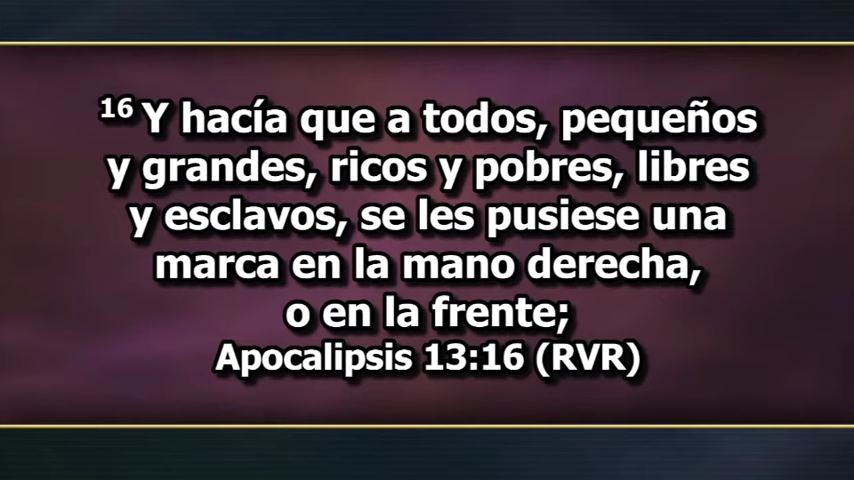 16 Y hacía que a todos, pequeños
y grandes, ricos y pobres, libres
y esclavos, se les pusiese una
marca en la mano derecha,
o en la frente;
Apocalipsis 13:16 (RVR)